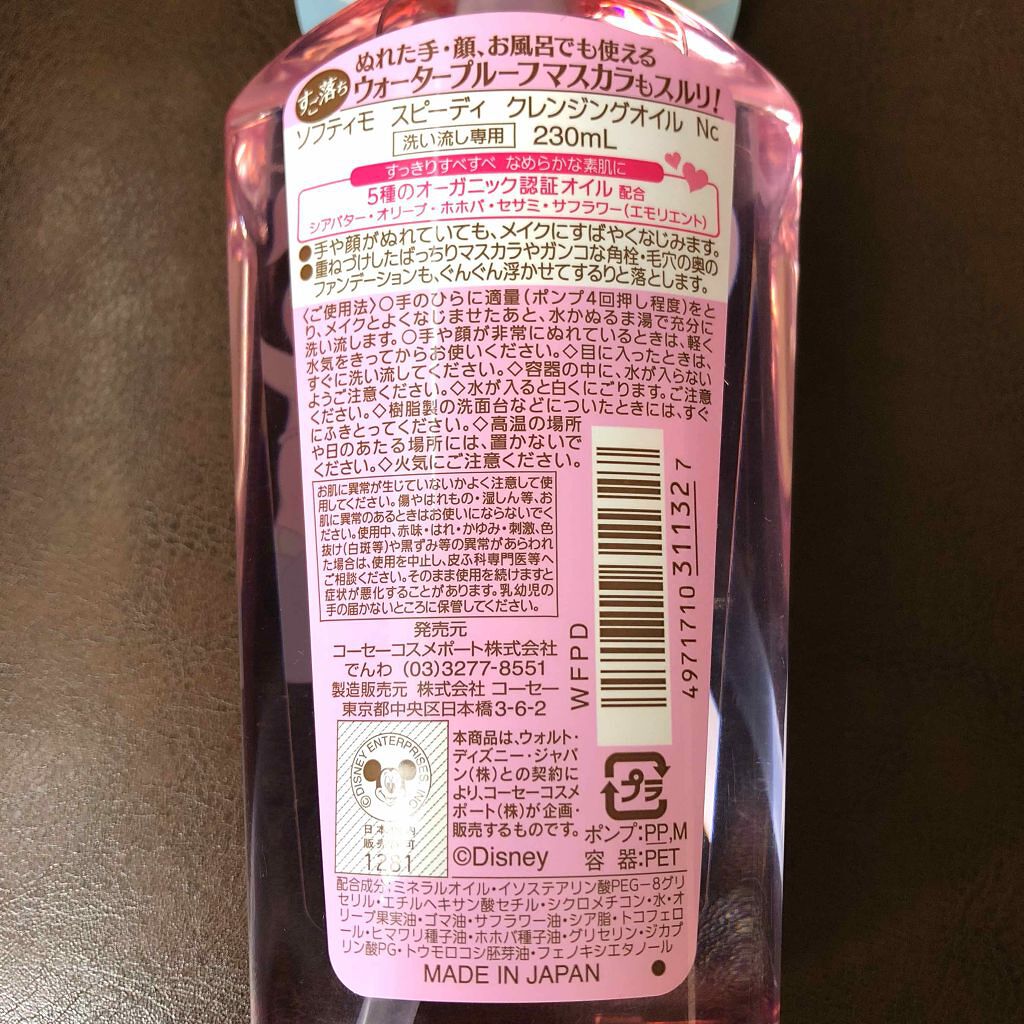 すご落ち
ぬれた手・顔、お風呂でも使える
ウォータープルーフマスカラもスルリ!
ソフティモ スピーディ クレンジングオイル Nc
洗い流し専用 230mL
すっきりすべすべ なめらかな素肌に
5種のオーガニック認証オイル 配合
シアバター・オリーブ・ホホバ・セサミ・サフラワー(エモリエント)
●手や顔がぬれていても、メイクにすばやくなじみます。
●重ねづけしたばっちりマスカラやガンコな角栓・毛穴の奥の
ファンデーションも、ぐんぐん浮かせてするりと落とします。
〈ご使用法〉○手のひらに適量(ポンプ4回押し程度)をと
り、メイクとよくなじませたあと、水かぬるま湯で充分に
洗い流します。○手や顔が非常にぬれているときは、軽く
水気をきってからお使いください。◇目に入ったときは、
すぐに洗い流してください。◇容器の中に、水が入らない
ようご注意ください。◇水が入ると白くにごります。ご注意
ください。◇樹脂製の洗面台などについたときには、すぐ
にふきとってください。◇高温の場所
や日のあたる場所には、置かないで
ください。◇火気にご注意ください。
お肌に異常が生じていないかよく注意して使
用してください。傷やはれもの・湿しん等、お
肌に異常のあるときはお使いにならないでく
ださい。使用中、赤味・はれ・かゆみ・刺激、色
抜け(白斑等)や黒ずみ等の異常があらわれ
た場合は、使用を中止し、皮ふ科専門医等へ
ご相談ください。そのまま使用を続けますと
症状が悪化することがあります。乳幼児の
手の届かないところに保管してください。
発売元
コーセーコスメポート株式会社
でんわ (03)3277-8551
製造販売元 株式会社 コーセー
東京都中央区日本橋3-6-2
WFPD
4971710 311327
©DISNEY ENTERPRISES, INC.
日本国内
販売許可
1281
本商品は、ウォルト・
ディズニー・ジャパ
ン(株)との契約に
より、コーセーコスメ
ポート(株)が企画・
販売するものです。
©Disney
プラ
ポンプ:PP,M
容器:PET
配合成分:ミネラルオイル・イソステアリン酸PEG-8グリ
セリル・エチルヘキサン酸セチル・シクロメチコン・水・オ
リーブ果実油・ゴマ油・サフラワー油・シア脂・トコフェロ
ール・ヒマワリ種子油・ホホバ種子油・グリセリン・ジカプ
リン酸PG・トウモロコシ胚芽油・フェノキシエタノール
MADE IN JAPAN